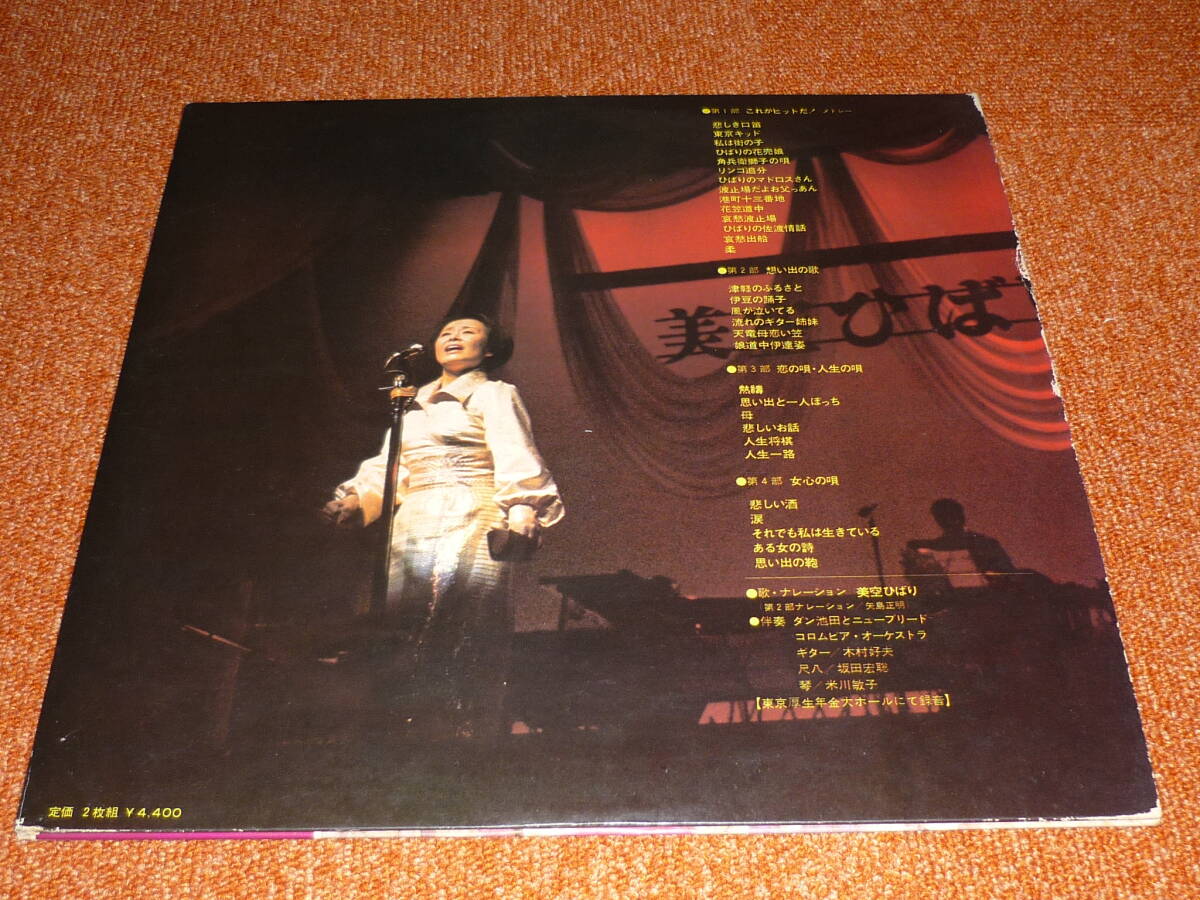 ●第1部 これがヒットだ! メドレー
悲しき口笛
東京キッド
私は街の子
ひばりの花売娘
角兵衛獅子の唄
リンゴ追分
ひばりのマドロスさん
波止場だよお父っあん
港町十三番地
花笠道中
哀愁波止場
ひばりの佐渡情話
哀愁出船
柔
●第2部 想い出の歌
津軽のふるさと
伊豆の踊子
風が泣いてる
流れのギター姉妹
天竜母恋い笠
娘道中伊達姿
美空ひば
●第3部 恋の唄・人生の唄
熱禱
思い出と一人ぼっち
母
悲しいお話
人生将棋
人生一路
●第4部 女心の唄
悲しい酒
涙
それでも私は生きている
ある女の詩
思い出の鞄
●歌・ナレーション 美空ひばり
(第2部ナレーション/矢島正明)
●伴奏 ダン池田とニューブリード
コロムビア・オーケストラ
ギター/木村好夫
尺八/坂田宏聡
琴/米川敏子
【東京厚生年金大ホールにて録音】
定価 2枚組 ¥4,400